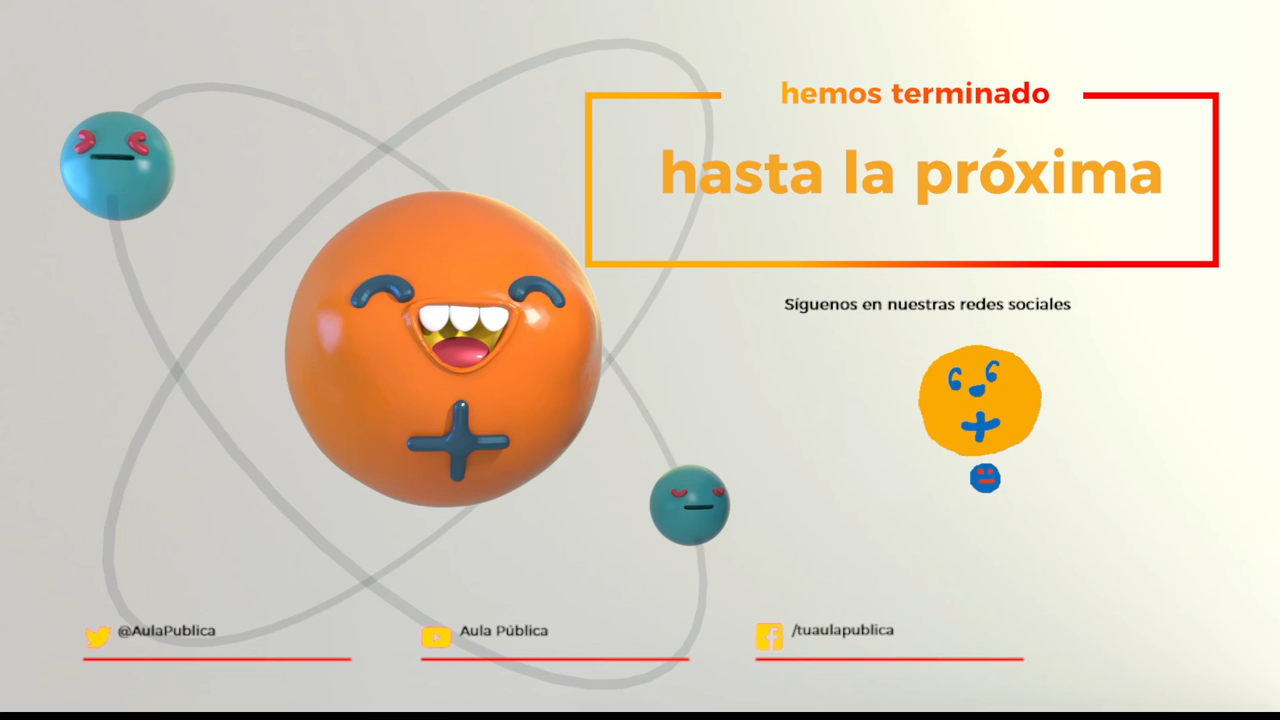 hemos terminado
hasta la próxima
Síguenos en nuestras redes sociales
@AulaPublica
Aula Pública
/tuaulapublica